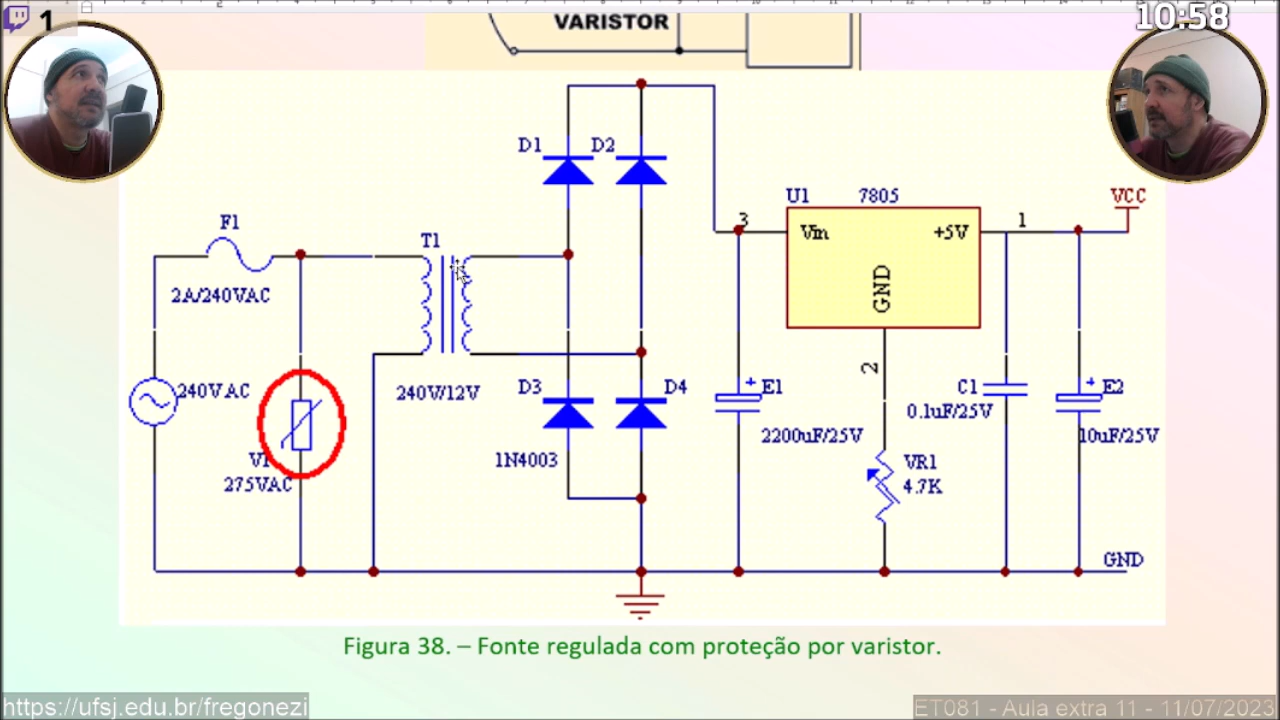 1
10:58
VARISTOR
D1
D2
U1
7805
VCC
F1
T1
3
Vin
+5V
1
GND
2A/240VAC
2
240VAC
240V/12V
D3
D4
E1
C1
E2
0.1uF/25V
2200uF/25V
10uF/25V
1N4003
275VAC
VR1
4.7K
GND
Figura 38. – Fonte regulada com proteção por varistor.
https://ufsj.edu.br/fregonezi
ET081 - Aula extra 11 - 11/07/2023